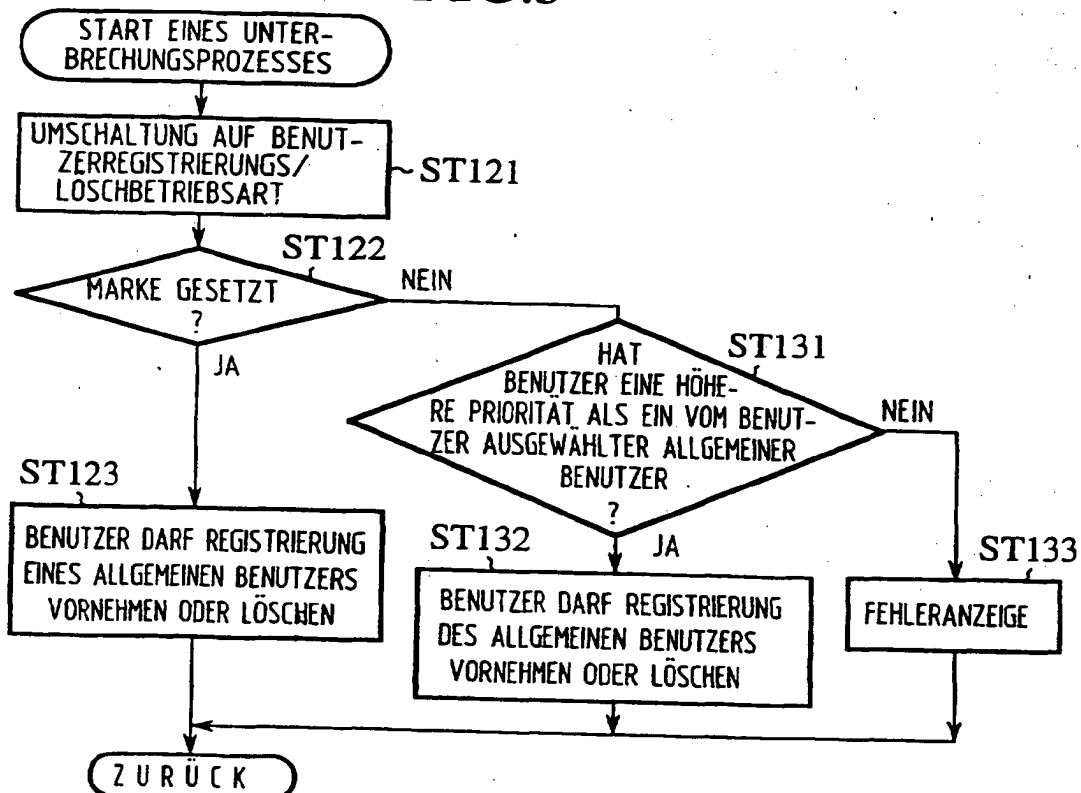 START EINES UNTER-
BRECHUNGSPROZESSES
UMSCHALTUNG AUF BENUT-
ZERREGISTRIERUNGS/
LÖSCHBETRIEBSART
ST121
ST122
MARKE GESETZT
?
NEIN
JA
ST131
HAT
BENUTZER EINE HÖHE-
RE PRIORITÄT ALS EIN VOM BENUT-
ZER AUSGEWÄHLTER ALLGEMEINER
BENUTZER
?
NEIN
JA
ST123
BENUTZER DARF REGISTRIERUNG
EINES ALLGEMEINEN BENUTZERS
VORNEHMEN ODER LÖSCHEN
ST132
BENUTZER DARF REGISTRIERUNG
DES ALLGEMEINEN BENUTZERS
VORNEHMEN ODER LÖSCHEN
ST133
FEHLERANZEIGE
ZURÜCK